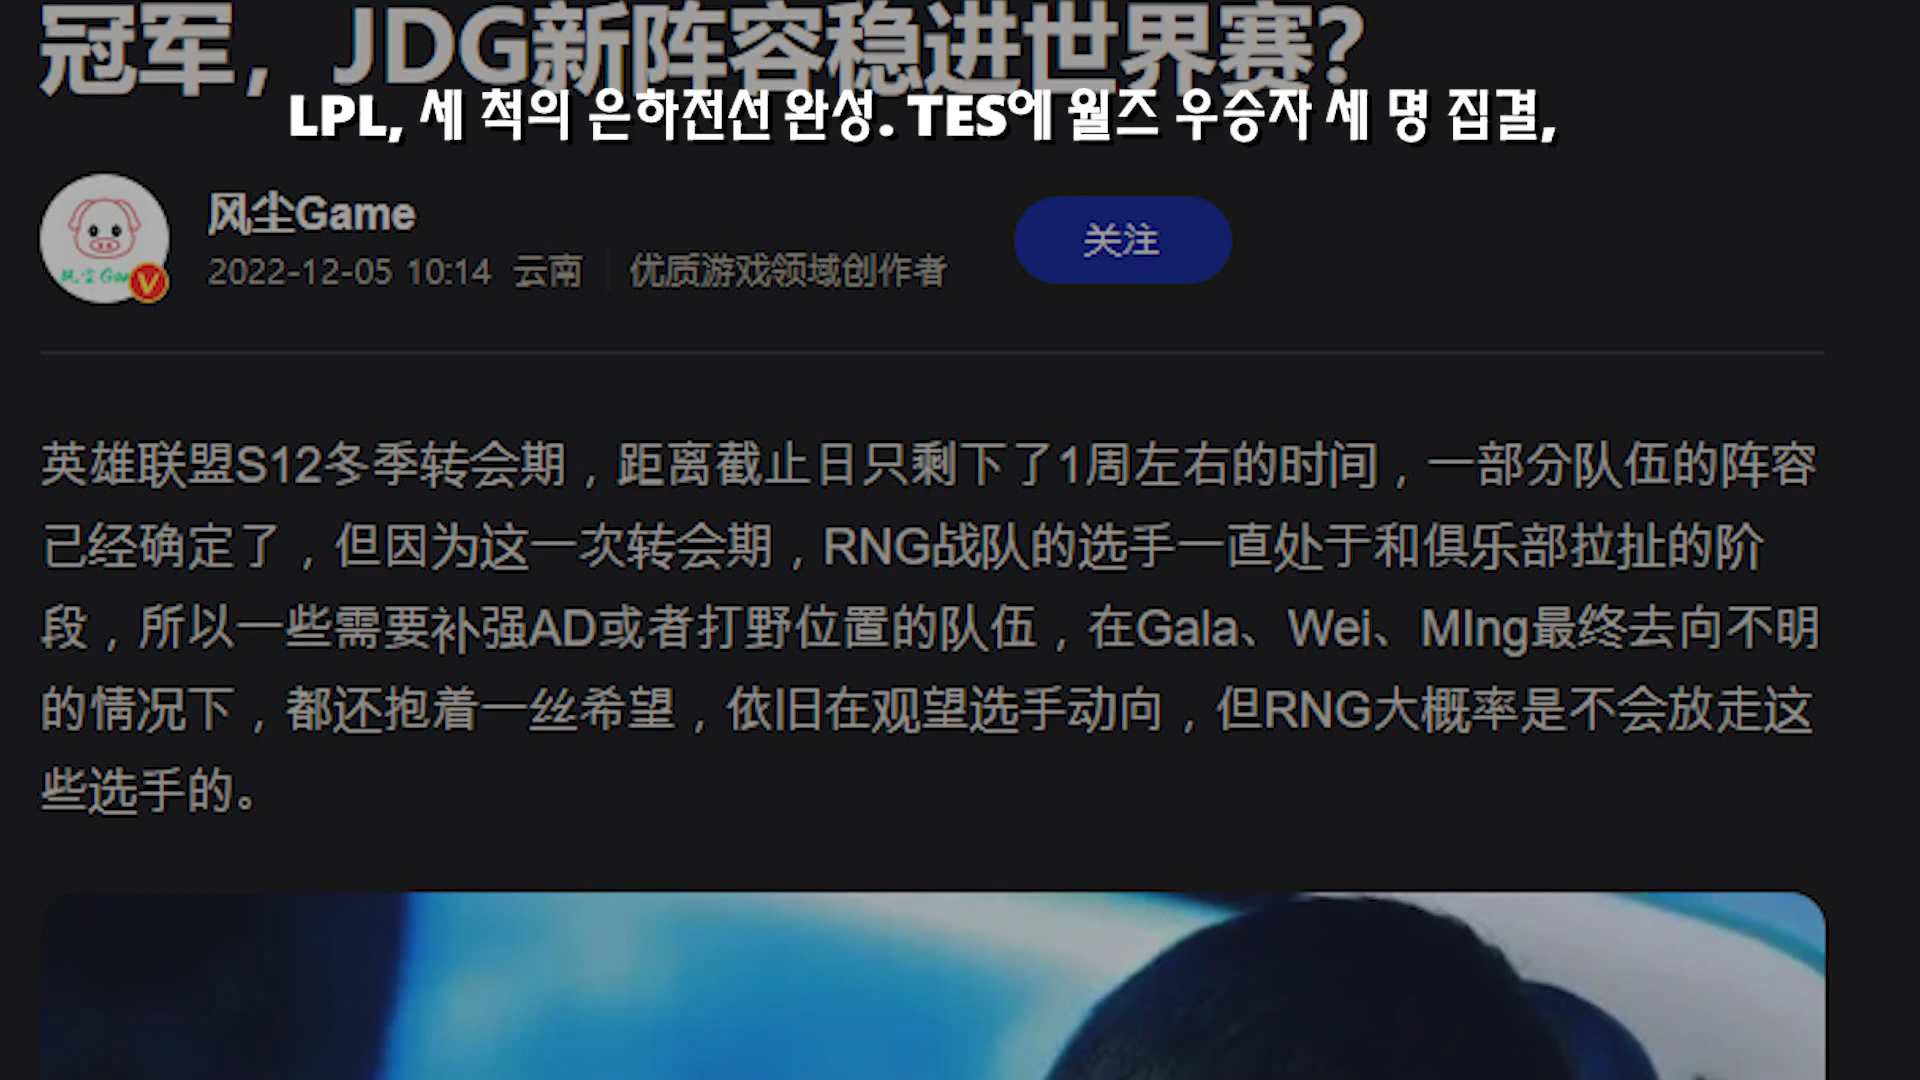 冠军，JDG新阵容稳进世界赛？
LPL, 세 척의 은하전선 완성. TES에 월즈 우승자 세 명 집결,
风尘Game
2022-12-05 10:14 云南 优质游戏领域创作者
关注
英雄联盟S12冬季转会期，距离截止日只剩下了1周左右的时间，一部分队伍的阵容
已经确定了，但因为这一次转会期，RNG战队的选手一直处于和俱乐部拉扯的阶
段，所以一些需要补强AD或者打野位置的队伍，在Gala、Wei、MIng最终去向不明
的情况下，都还抱着一丝希望，依旧在观望选手动向，但RNG大概率是不会放走这
些选手的。